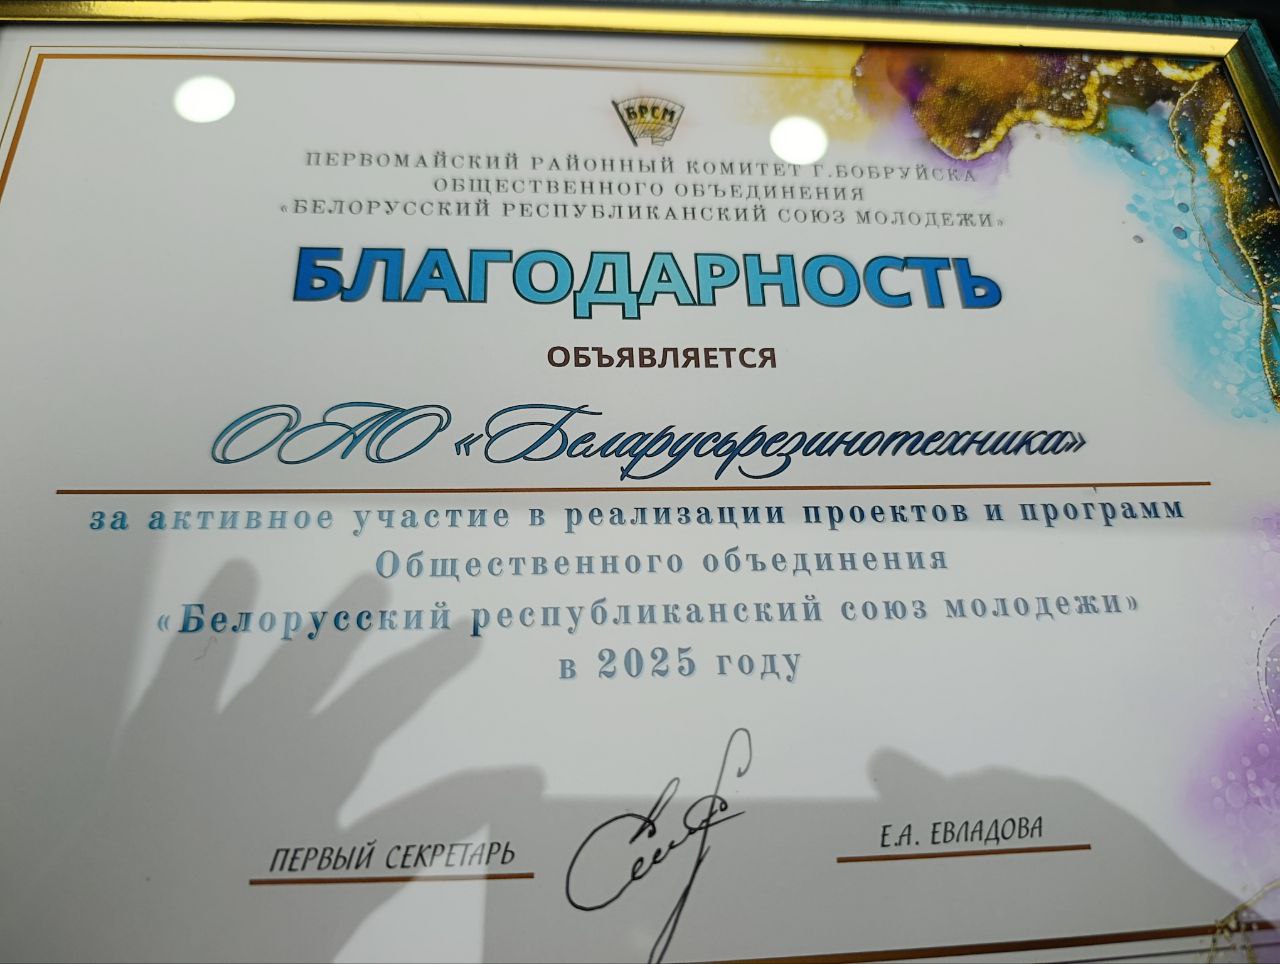 БРСМ
ПЕРВОМАЙСКИЙ РАЙОННЫЙ КОМИТЕТ Г.БОБРУЙСКА
ОБЩЕСТВЕННОГО ОБЪЕДИНЕНИЯ
«БЕЛОРУССКИЙ РЕСПУБЛИКАНСКИЙ СОЮЗ МОЛОДЕЖИ»
БЛАГОДАРНОСТЬ
ОБЪЯВЛЯЕТСЯ
ОАО «Беларусьрезинотехника»
за активное участие в реализации проектов и программ
Общественного объединения
«Белорусский республиканский союз молодежи»
в 2025 году
ПЕРВЫЙ СЕКРЕТАРЬ Е.А. ЕВЛАДОВА